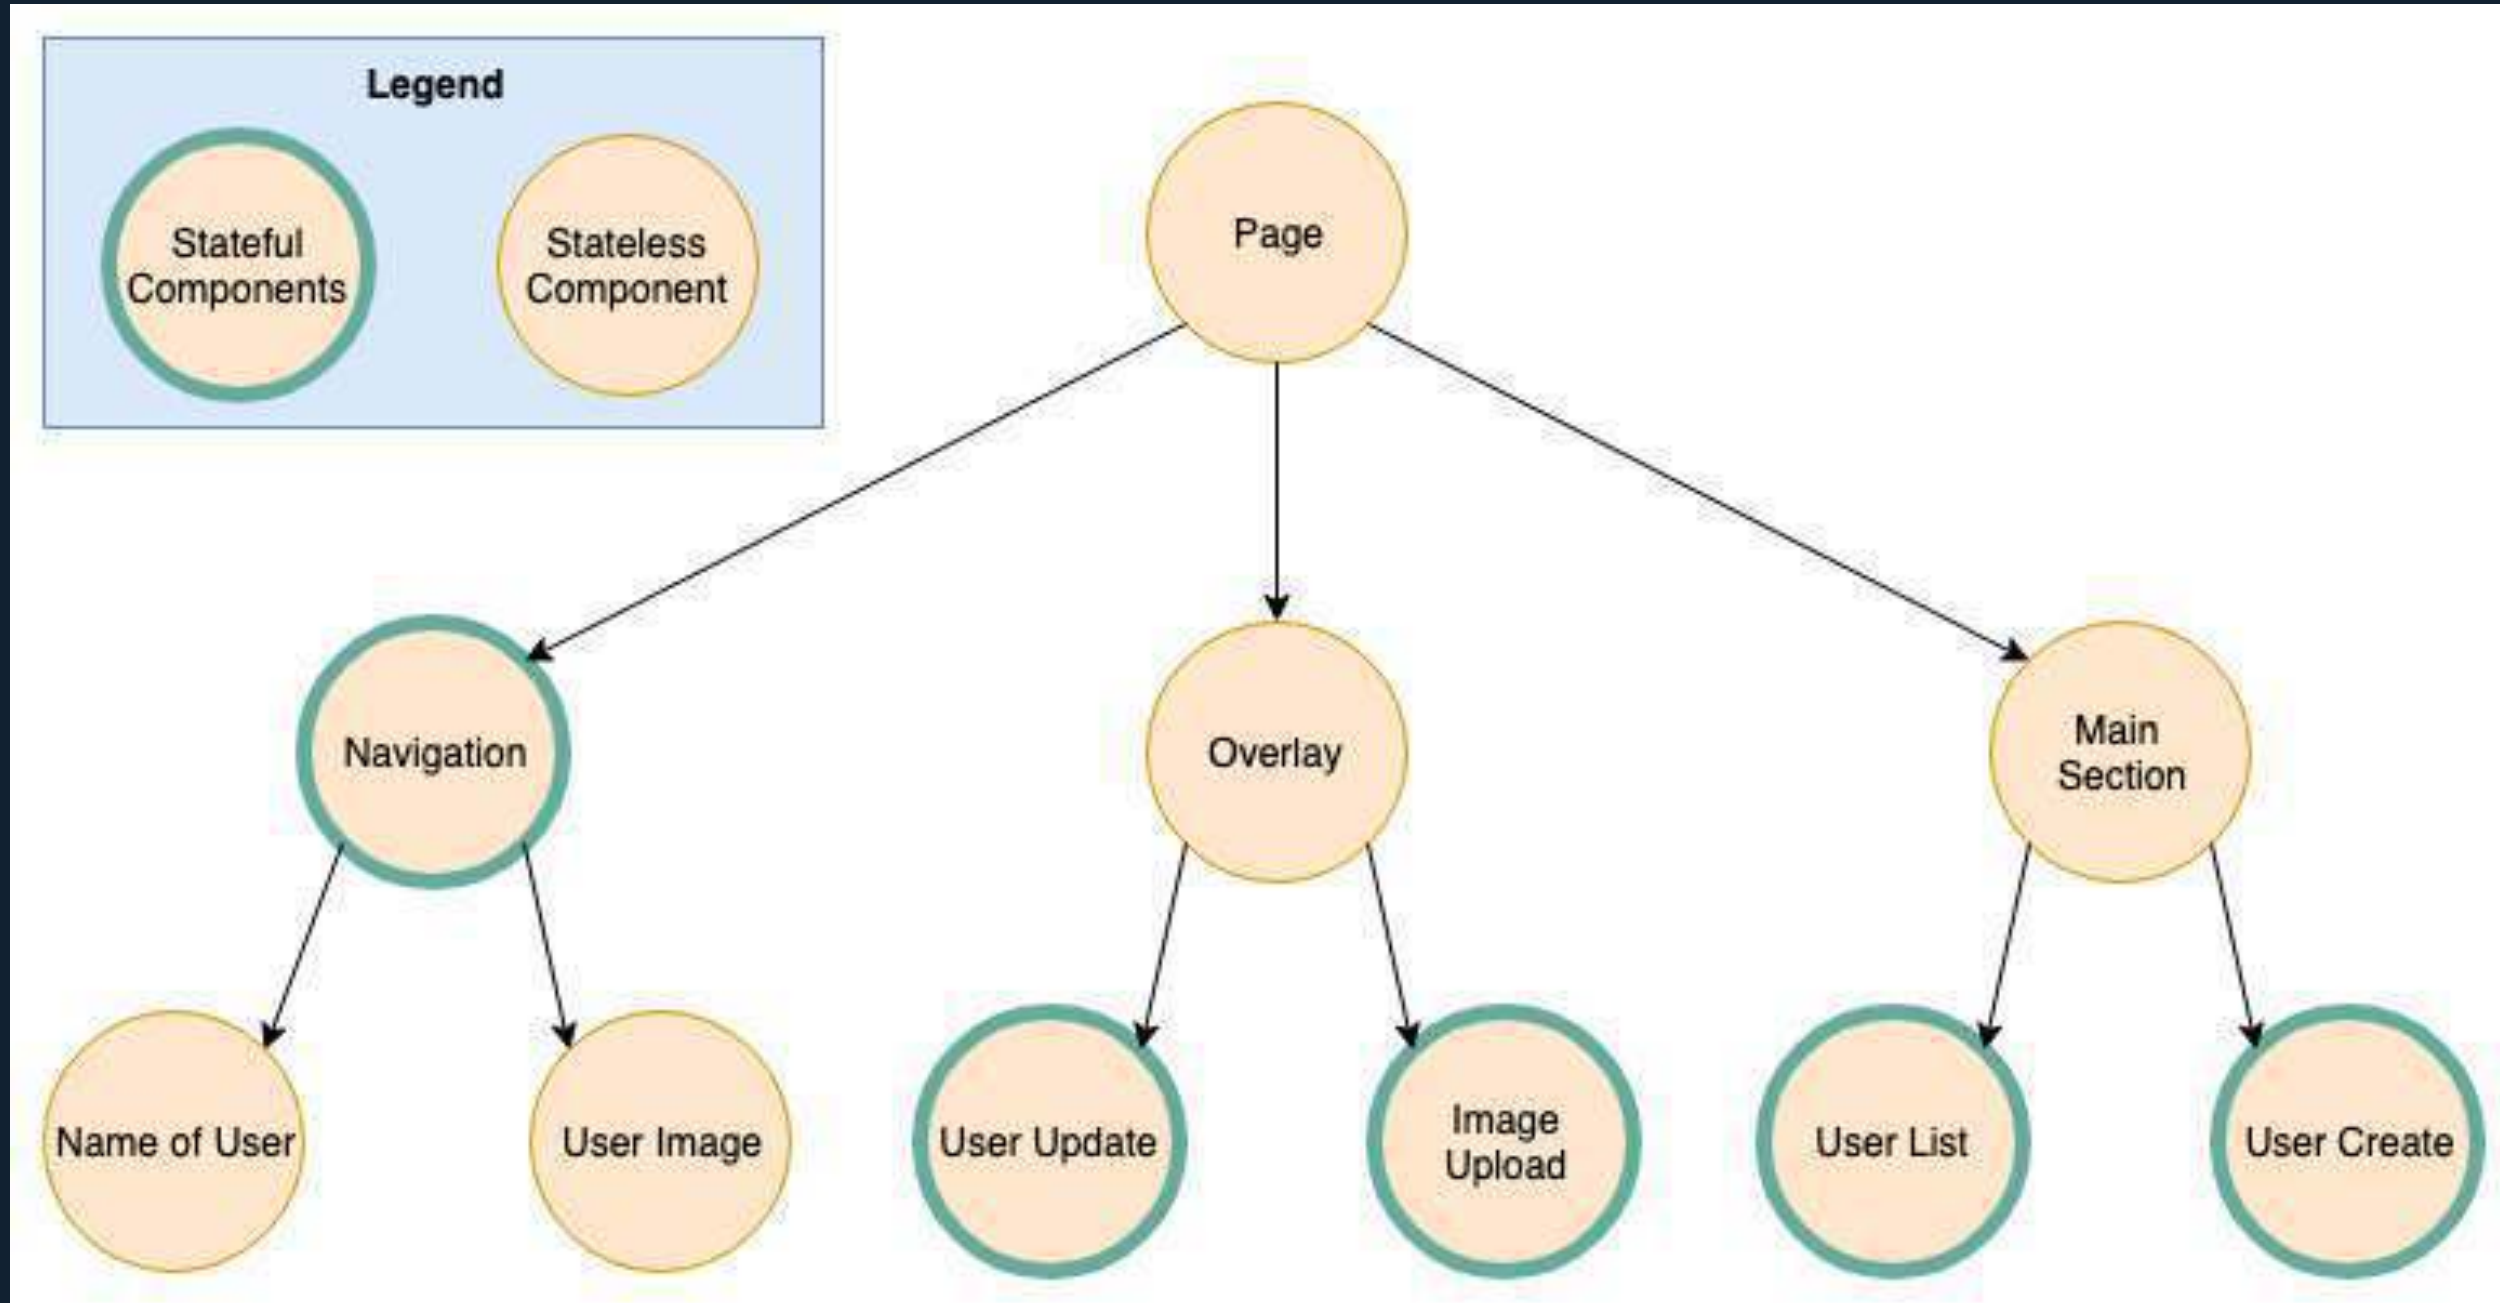 Legend
Stateful
Components
Stateless
Component
Page
Navigation
Overlay
Main
Section
Name of User
User Image
User Update
Image
Upload
User List
User Create